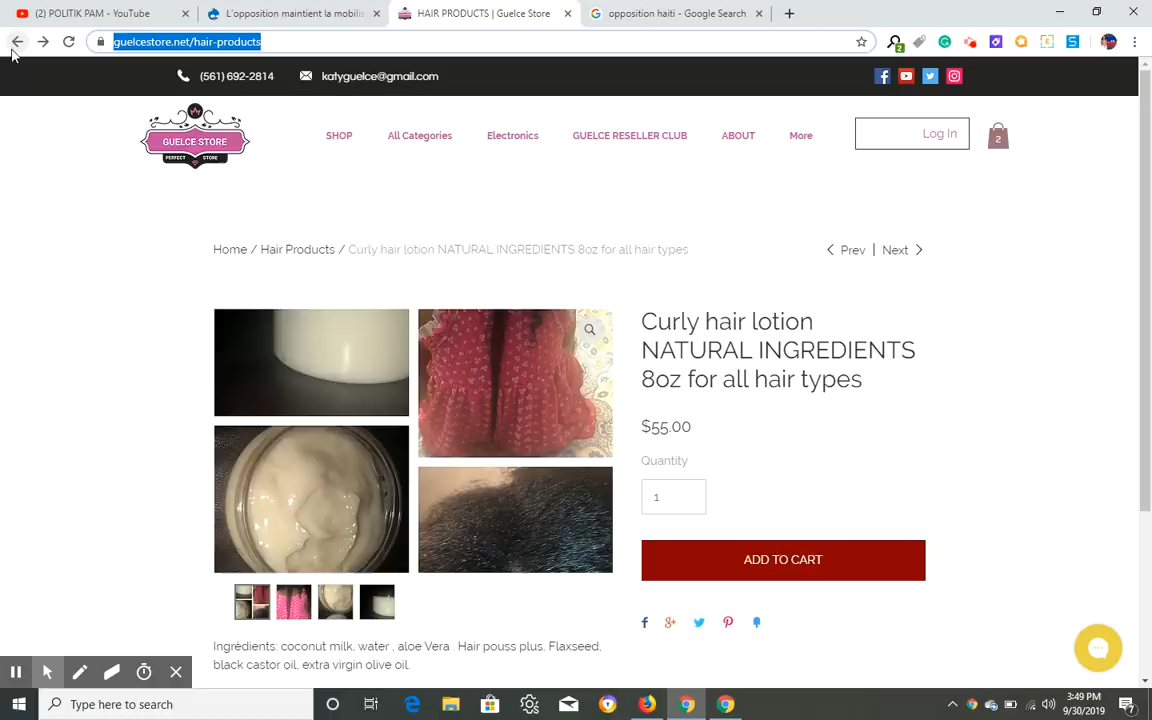 (2) POLITIK PAM - YouTube
L'opposition maintient la mobilis
HAIR PRODUCTS | Guelce Store
opposition haiti - Google Search
guelcestore.net/hair-products
(561) 692-2814
katyguelce@gmail.com
GUELCE STORE
PERFECT STORE
SHOP
All Categories
Electronics
GUELCE RESELLER CLUB
ABOUT
More
Log In
2
Home / Hair Products / Curly hair lotion NATURAL INGREDIENTS 8oz for all hair types
Prev | Next
Curly hair lotion
NATURAL INGREDIENTS
8oz for all hair types
$55.00
Quantity
1
ADD TO CART
Ingrédients: coconut milk, water , aloe Vera . Hair pouss plus, Flaxseed,
black castor oil, extra virgin olive oil.
Type here to search
3:49 PM
9/30/2019
7